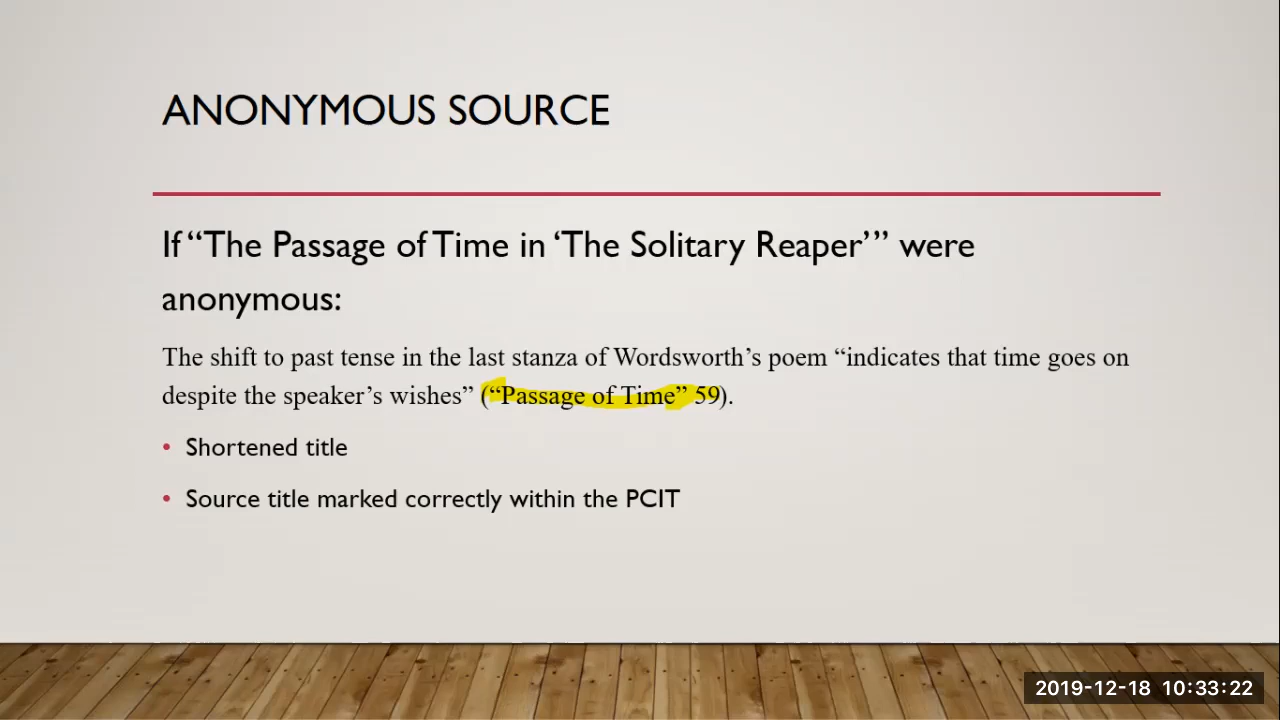 ANONYMOUS SOURCE
If “The Passage of Time in ‘The Solitary Reaper’” were
anonymous:
The shift to past tense in the last stanza of Wordsworth’s poem “indicates that time goes on
despite the speaker’s wishes” (“Passage of Time” 59).
• Shortened title
• Source title marked correctly within the PCIT
2019-12-18 10:33:22